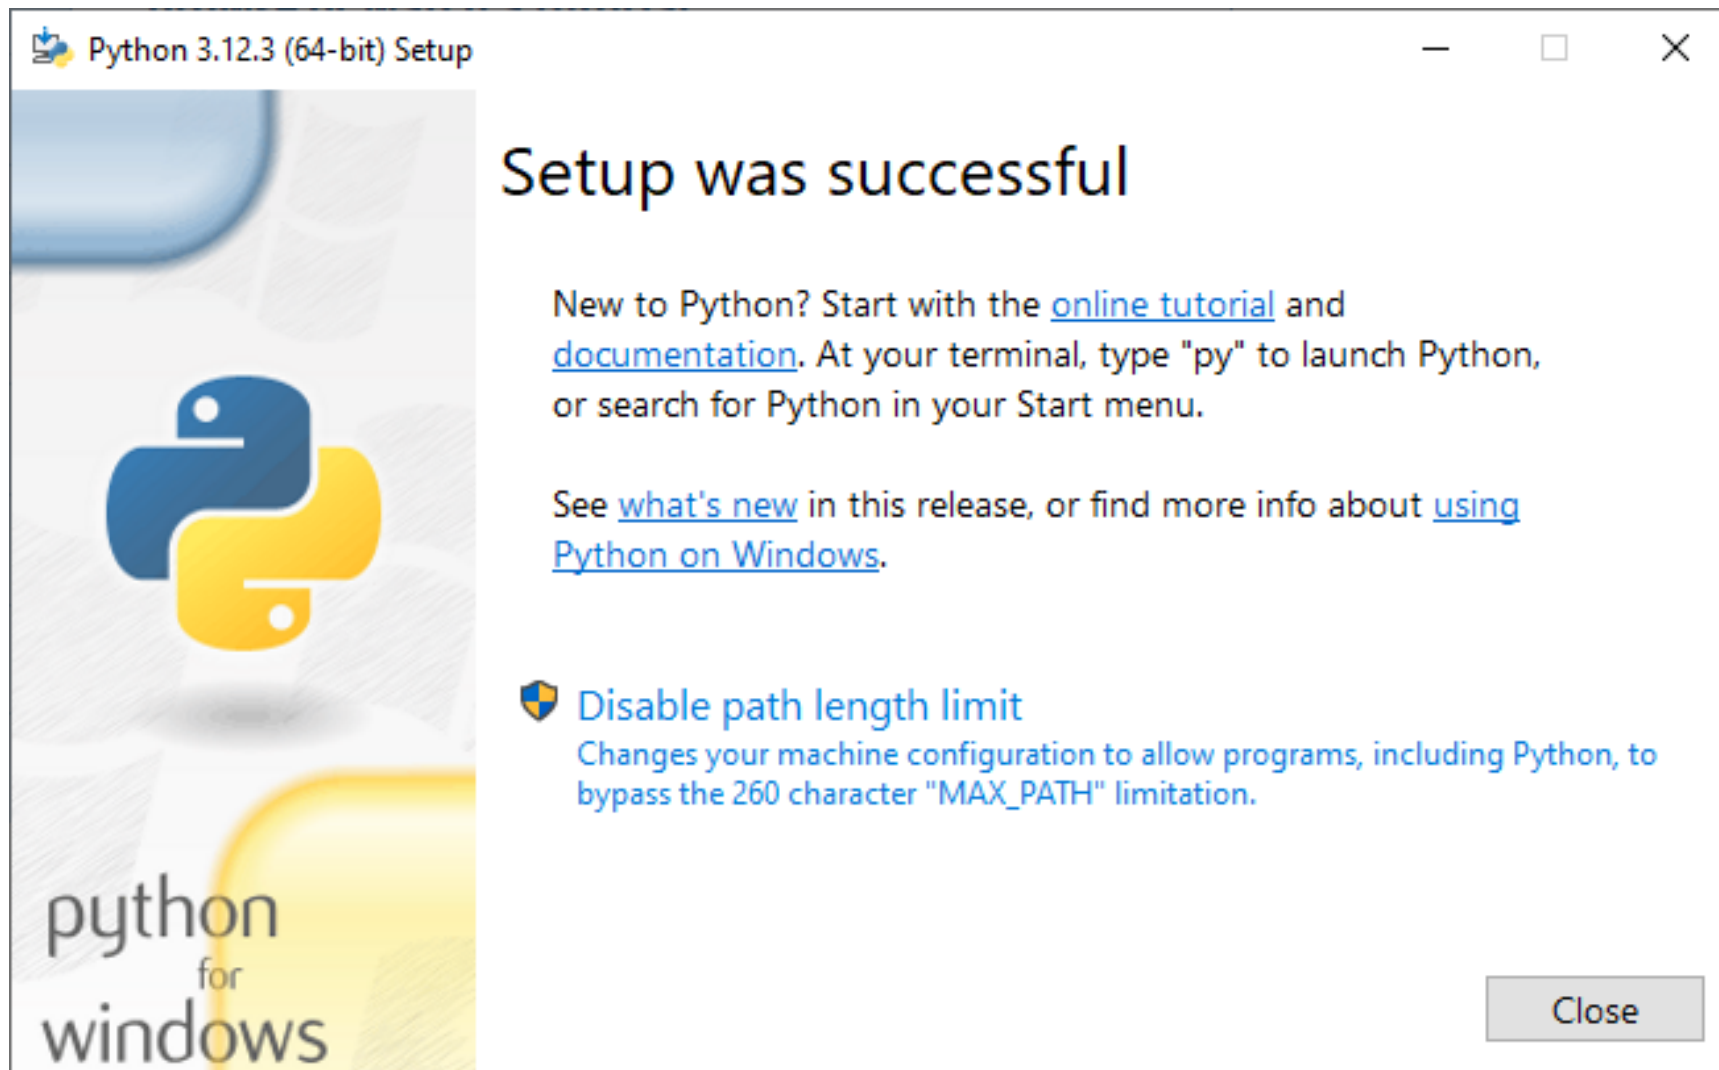 Python 3.12.3 (64-bit) Setup
Setup was successful
New to Python? Start with the online tutorial and
documentation. At your terminal, type "py" to launch Python,
or search for Python in your Start menu.
See what's new in this release, or find more info about using
Python on Windows.
Disable path length limit
Changes your machine configuration to allow programs, including Python, to
bypass the 260 character "MAX_PATH" limitation.
python
for
windows
Close